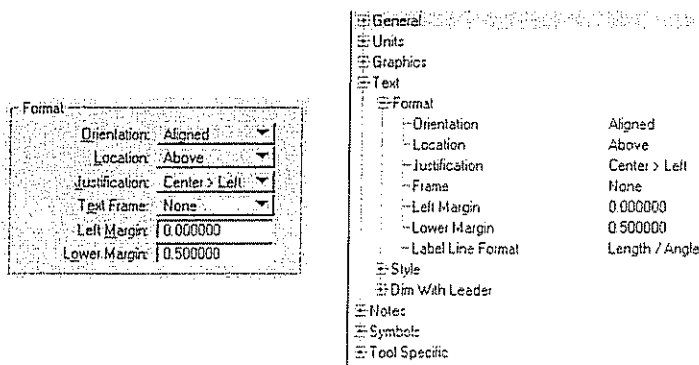 Format
Orientation: Aligned
Location: Above
Justification: Center > Left
Text Frame: None
Left Margin: 0.000000
Lower Margin: 0.500000
General
Units
Graphics
Text
Format
Orientation Aligned
Location Above
Justification Center > Left
Frame None
Left Margin 0.000000
Lower Margin 0.500000
Label Line Format Length / Angle
Style
Dim With Leader
Notes
Symbols
Tool Specific